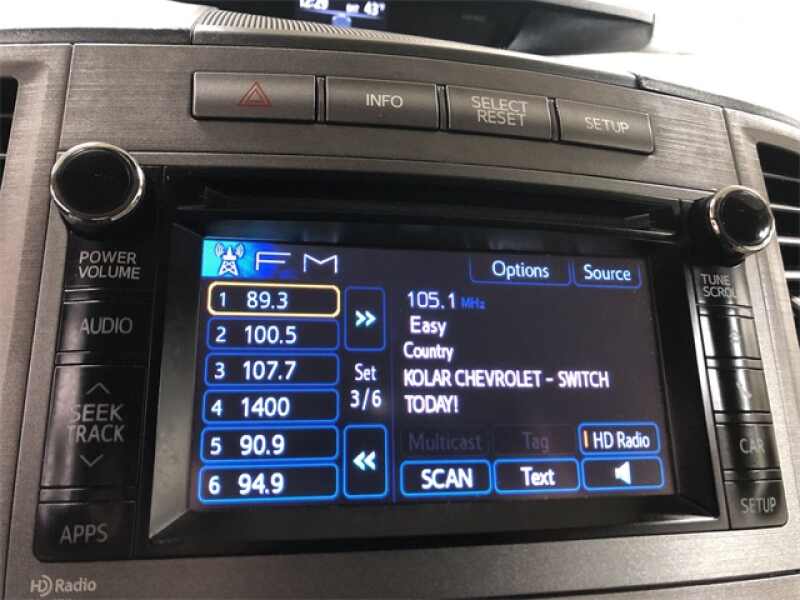 43°
INFO
SELECT
RESET
SETUP
POWER
VOLUME
AUDIO
SEEK
TRACK
APPS
HD Radio
FM
Options
Source
1 89.3
2 100.5
3 107.7
4 1400
5 90.9
6 94.9
>>
Set
3/6
<<
105.1 MHz
Easy
Country
KOLAR CHEVROLET - SWITCH
TODAY!
Multicast
Tag
HD Radio
SCAN
Text
TUNE
SCROLL
CAR
SETUP